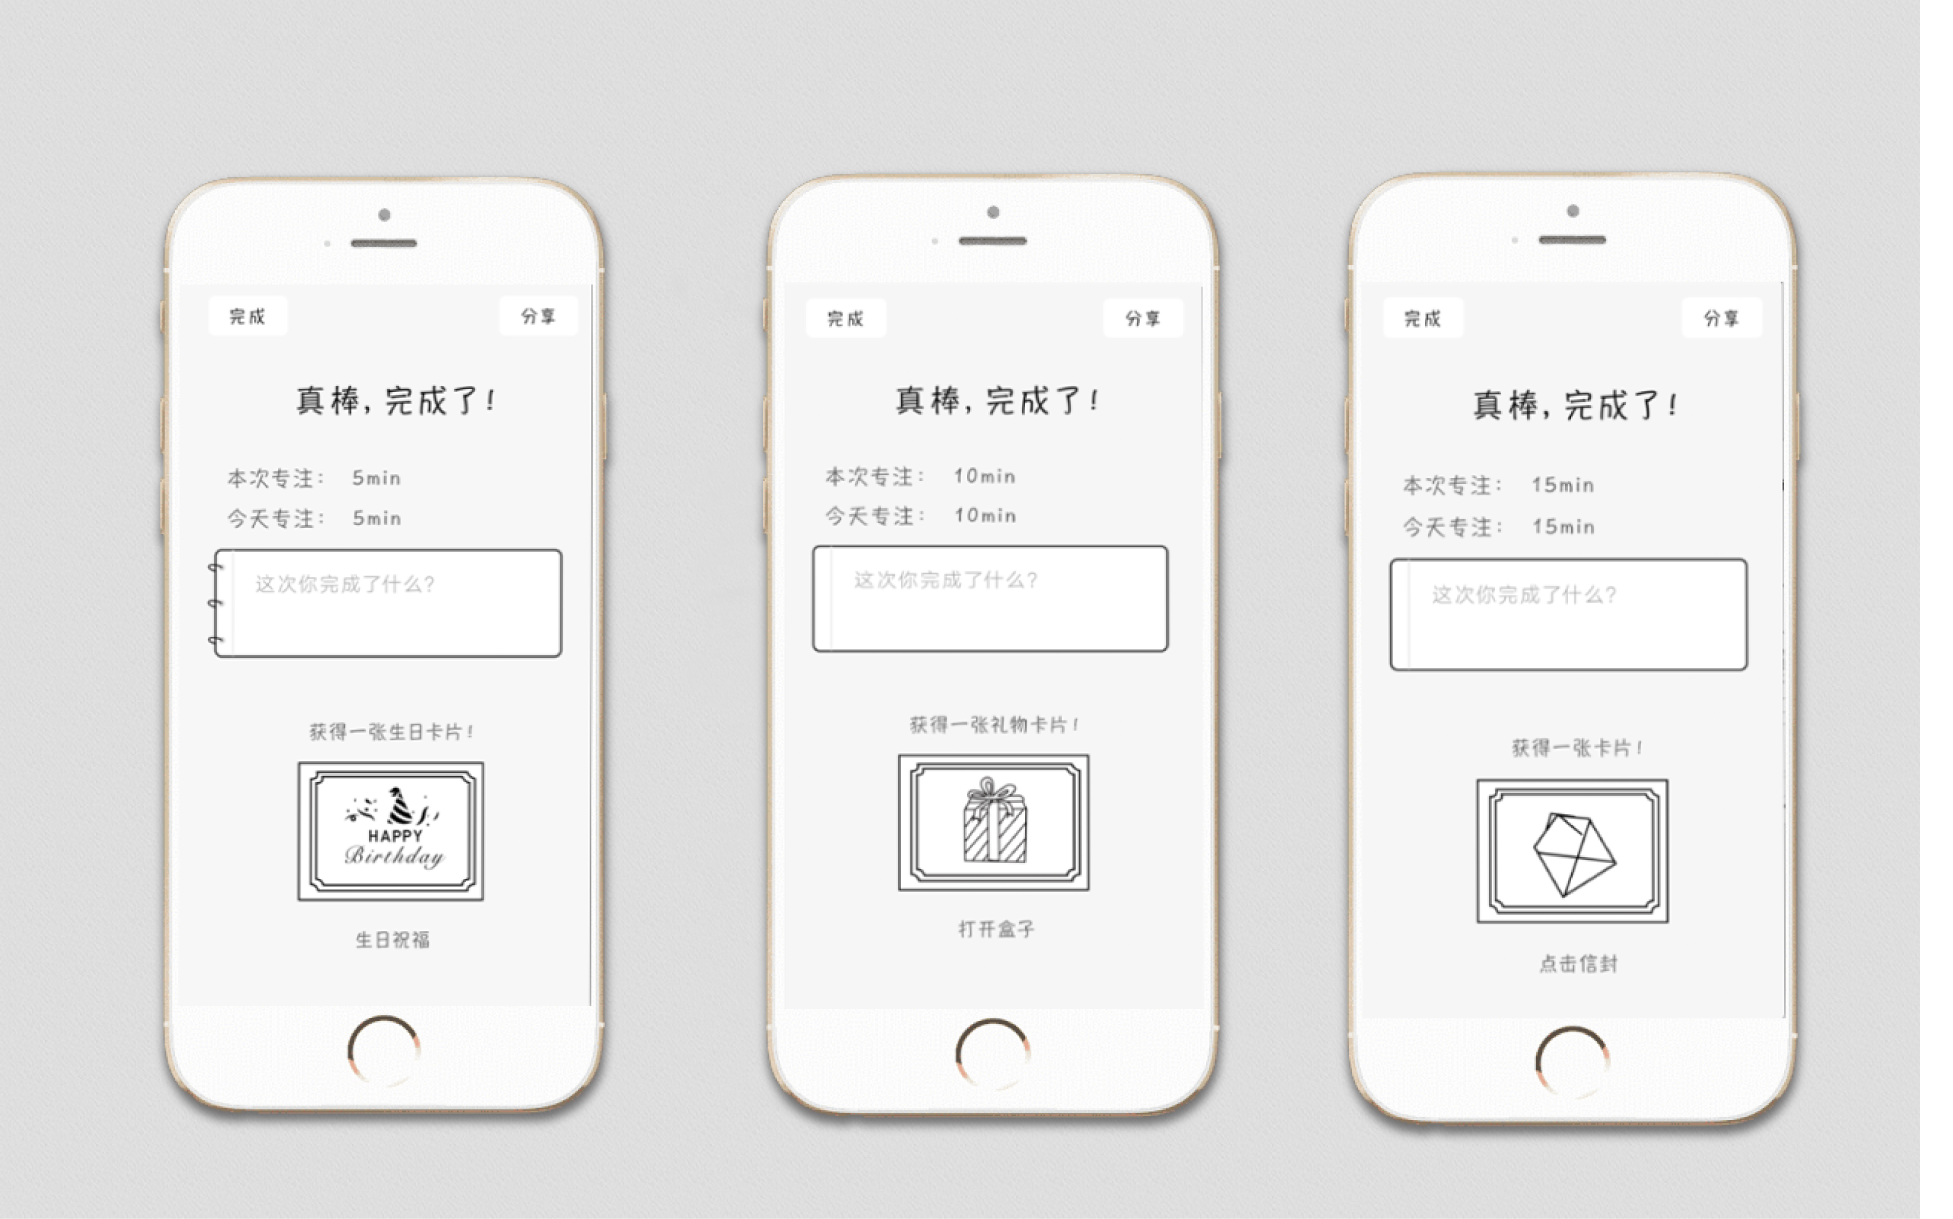 完成
分享
真棒，完成了！
本次专注： 5min
今天专注： 5min
这次你完成了什么？
获得一张生日卡片！
HAPPY
Birthday
生日祝福
完成
分享
真棒，完成了！
本次专注： 10min
今天专注： 10min
这次你完成了什么？
获得一张礼物卡片！
打开盒子
完成
分享
真棒，完成了！
本次专注： 15min
今天专注： 15min
这次你完成了什么？
获得一张卡片！
点击信封